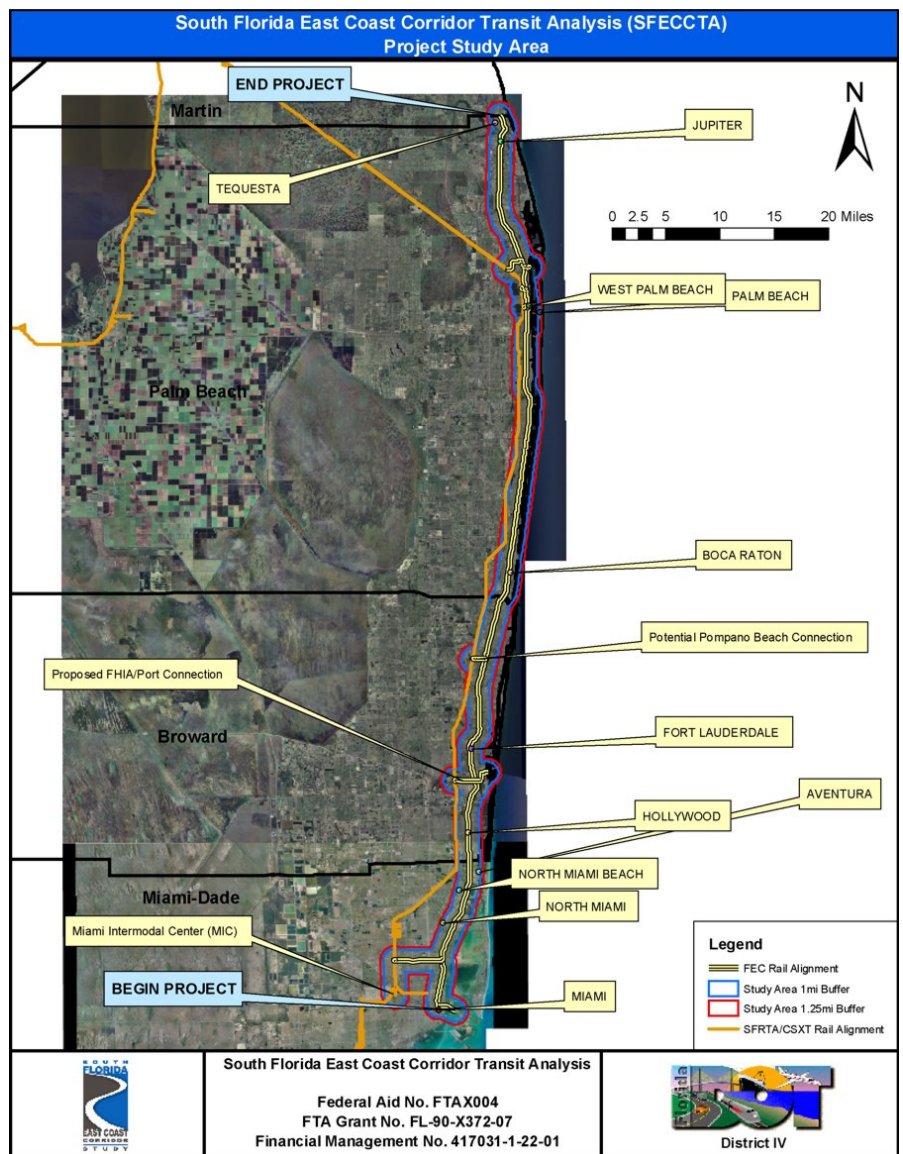 South Florida East Coast Corridor Transit Analysis (SFECCTA)
Project Study Area
END PROJECT
Martin
N
JUPITER
TEQUESTA
0 2.5 5 10 15 20 Miles
WEST PALM BEACH
PALM BEACH
Palm Beach
BOCA RATON
Potential Pompano Beach Connection
Proposed FHIA/Port Connection
Broward
FORT LAUDERDALE
AVENTURA
HOLLYWOOD
NORTH MIAMI BEACH
Miami-Dade
NORTH MIAMI
Miami Intermodal Center (MIC)
BEGIN PROJECT
MIAMI
Legend
FEC Rail Alignment
Study Area 1mi Buffer
Study Area 1.25mi Buffer
SFRTA/CSXT Rail Alignment
SOUTH
FLORIDA
EAST COAST
CORRIDOR
STUDY
South Florida East Coast Corridor Transit Analysis
Federal Aid No. FTAX004
FTA Grant No. FL-90-X372-07
Financial Management No. 417031-1-22-01
Florida
DOT
District IV